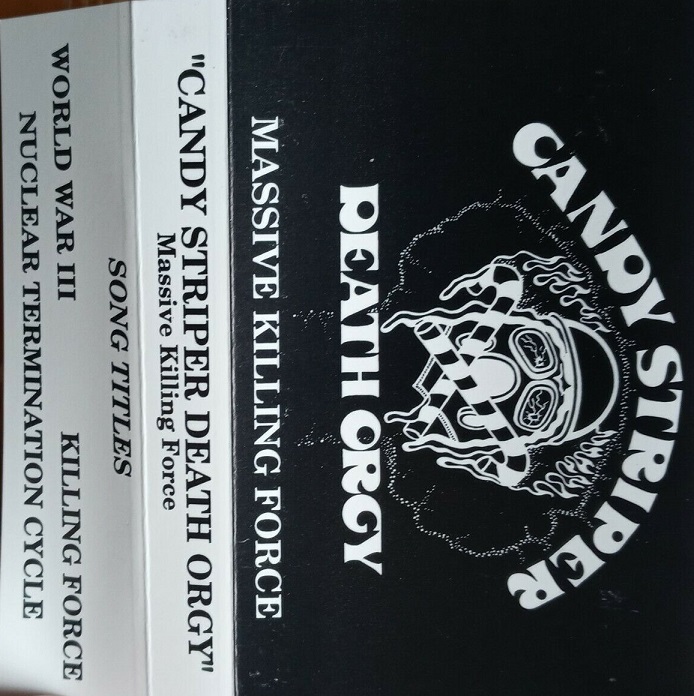 CANDY STRIPER
DEATH ORGY
MASSIVE KILLING FORCE
"CANDY STRIPER DEATH ORGY"
Massive Killing Force
SONG TITLES
WORLD WAR III KILLING FORCE
NUCLEAR TERMINATION CYCLE